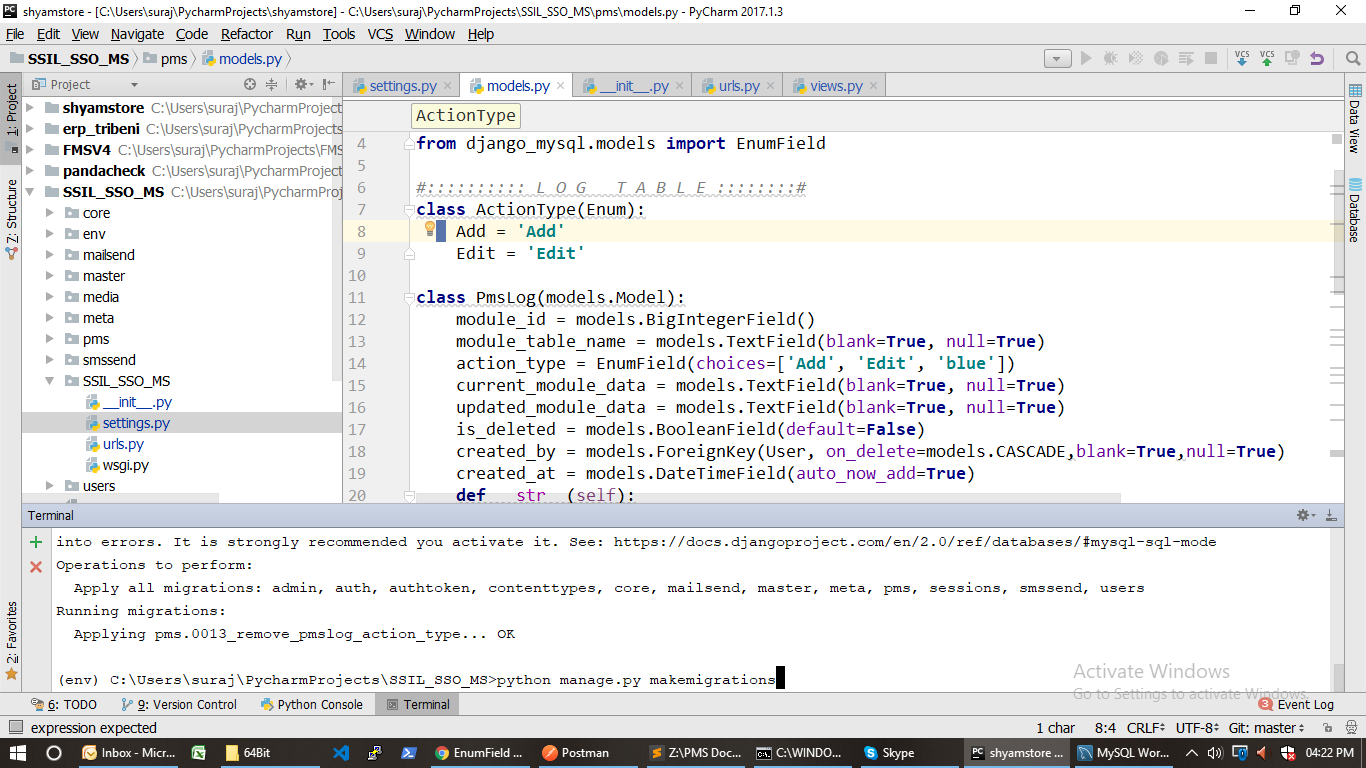 shyamstore - [C:\Users\suraj\PycharmProjects\shyamstore] - C:\Users\suraj\PycharmProjects\SSIL_SSO_MS\pms\models.py - PyCharm 2017.1.3
File Edit View Navigate Code Refactor Run Tools VCS Window Help
SSIL_SSO_MS pms models.py
VCS VCS
Project
settings.py models.py __init__.py urls.py views.py
1: Project
Z: Structure
2: Favorites
shyamstore C:\Users\suraj\PycharmProject
erp_tribeni C:\Users\suraj\PycharmProjects
FMSV4 C:\Users\suraj\PycharmProjects\FMS
pandacheck C:\Users\suraj\PycharmProject
SSIL_SSO_MS C:\Users\suraj\PycharmProj
core
env
mailsend
master
media
meta
pms
smssend
SSIL_SSO_MS
__init__.py
settings.py
urls.py
wsgi.py
users
ActionType
4 from django_mysql.models import EnumField
5
6 #:::::::::: L O G T A B L E ::::::::#
7 class ActionType(Enum):
8 Add = 'Add'
9 Edit = 'Edit'
10
11 class PmsLog(models.Model):
12 module_id = models.BigIntegerField()
13 module_table_name = models.TextField(blank=True, null=True)
14 action_type = EnumField(choices=['Add', 'Edit', 'blue'])
15 current_module_data = models.TextField(blank=True, null=True)
16 updated_module_data = models.TextField(blank=True, null=True)
17 is_deleted = models.BooleanField(default=False)
18 created_by = models.ForeignKey(User, on_delete=models.CASCADE,blank=True,null=True)
19 created_at = models.DateTimeField(auto_now_add=True)
20 def __str__(self):
Data View
Database
Terminal
into errors. It is strongly recommended you activate it. See: https://docs.djangoproject.com/en/2.0/ref/databases/#mysql-sql-mode
Operations to perform:
Apply all migrations: admin, auth, authtoken, contenttypes, core, mailsend, master, meta, pms, sessions, smssend, users
Running migrations:
Applying pms.0013_remove_pmslog_action_type... OK
(env) C:\Users\suraj\PycharmProjects\SSIL_SSO_MS>python manage.py makemigrations
Activate Windows
Go to Settings to activate Windows.
6: TODO 9: Version Control Python Console Terminal 3 Event Log
expression expected 1 char 8:4 CRLF UTF-8 Git: master
Inbox - Micr... 64Bit EnumField ... Postman Z:\PMS Doc... C:\WINDO... Skype shyamstore ... MySQL Wor... 04:22 PM